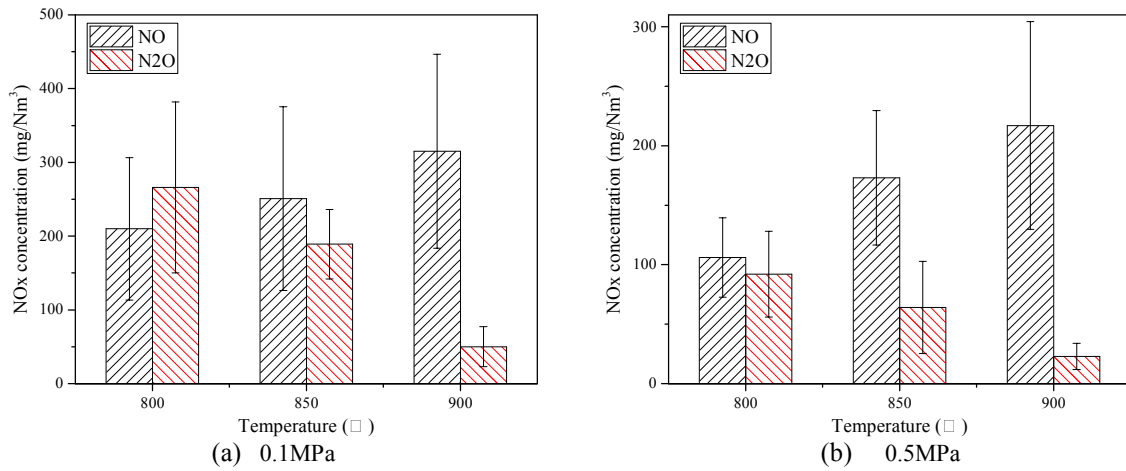 500
400
300
200
100
0
NOx concentration (mg/Nm³)
NO
N2O
800
850
900
Temperature (□ )
(a) 0.1MPa
300
200
100
0
NOx concentration (mg/Nm³)
NO
N2O
800
850
900
Temperature (□ )
(b) 0.5MPa